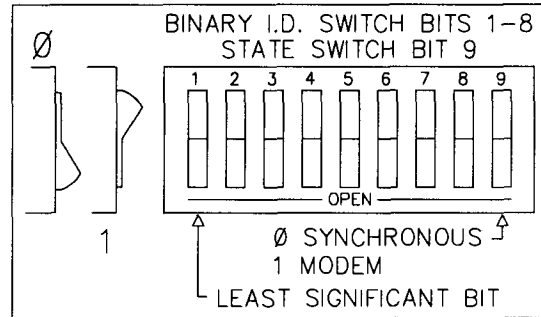 BINARY I.D. SWITCH BITS 1-8
STATE SWITCH BIT 9
Ø
1
1 2 3 4 5 6 7 8 9
OPEN
Ø SYNCHRONOUS
1 MODEM
LEAST SIGNIFICANT BIT